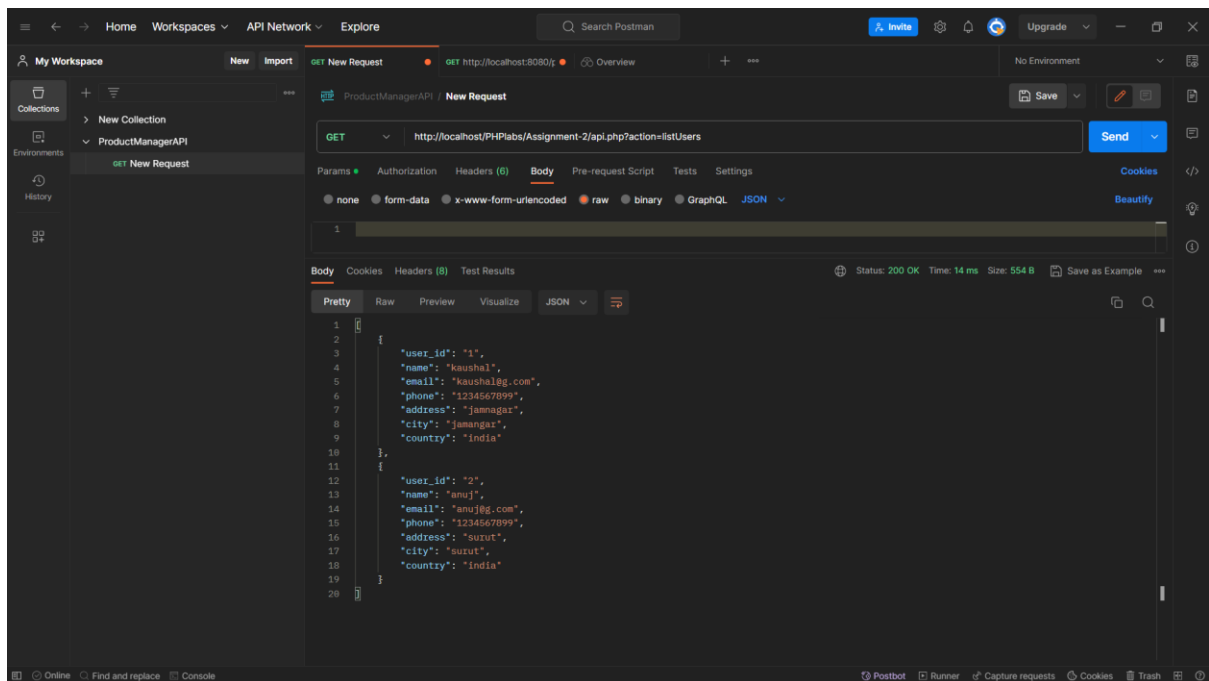 Home Workspaces API Network Explore Search Postman Invite Upgrade
My Workspace New Import GET New Request GET http://localhost:8080/p Overview No Environment
Collections
Environments
History
New Collection
ProductManagerAPI
GET New Request
HTTP ProductManagerAPI / New Request Save
GET http://localhost/PHPlabs/Assignment-2/api.php?action=listUsers Send
Params Authorization Headers (6) Body Pre-request Script Tests Settings Cookies
none form-data x-www-form-urlencoded raw binary GraphQL JSON Beautify
1
Body Cookies Headers (8) Test Results Status: 200 OK Time: 14 ms Size: 554 B Save as Example
Pretty Raw Preview Visualize JSON
1 [
2 {
3 "user_id": "1",
4 "name": "kaushal",
5 "email": "kaushal@g.com",
6 "phone": "1234567899",
7 "address": "jamnagar",
8 "city": "jamangar",
9 "country": "india"
10 },
11 {
12 "user_id": "2",
13 "name": "anuj",
14 "email": "anuj@g.com",
15 "phone": "1234567899",
16 "address": "surut",
17 "city": "surut",
18 "country": "india"
19 }
20 ]
Online Find and replace Console Postbot Runner Capture requests Cookies Trash